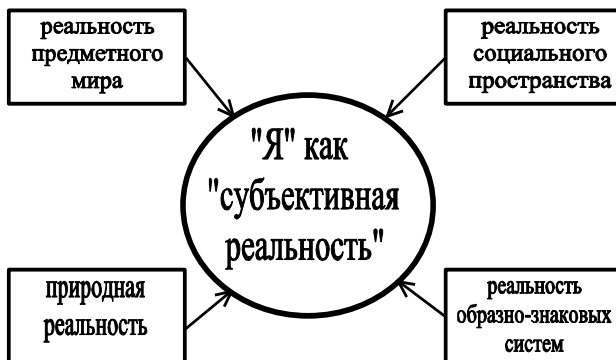 реальность
предметного
мира
реальность
социального
пространства
"Я" как
"субъективная
реальность"
природная
реальность
реальность
образно-знаковых
систем